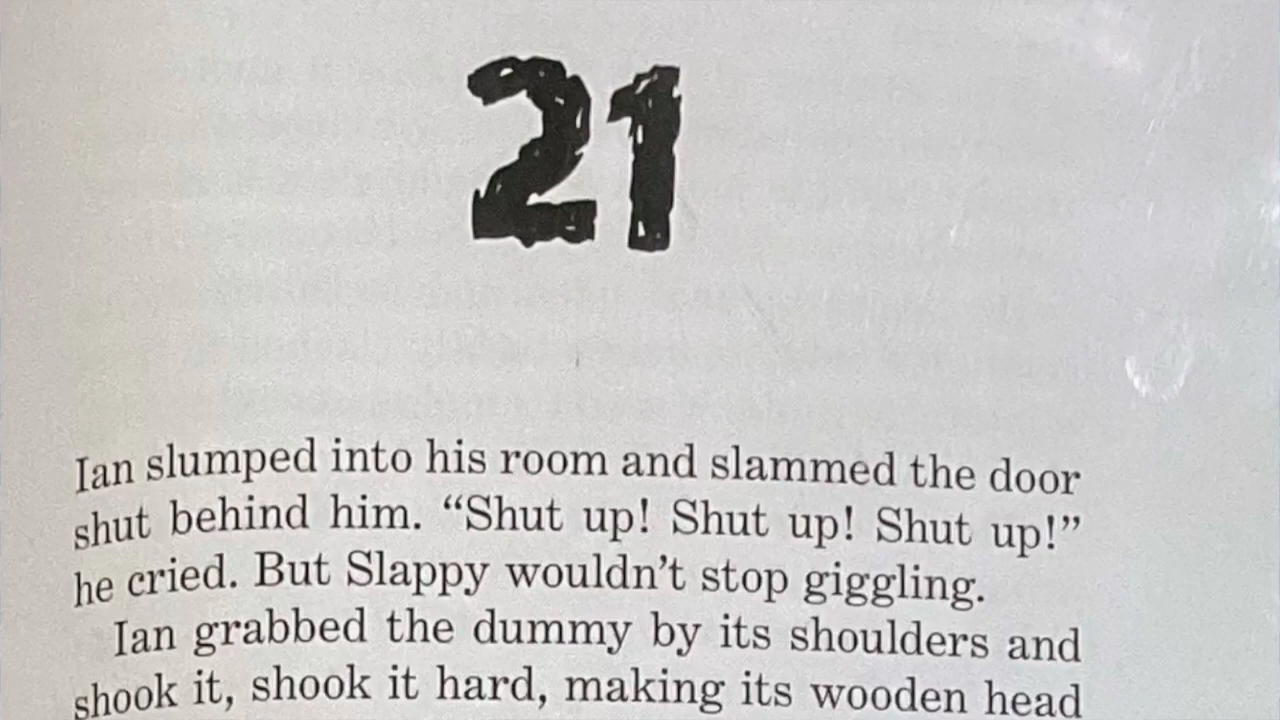 21
Ian slumped into his room and slammed the door
shut behind him. “Shut up! Shut up! Shut up!”
he cried. But Slappy wouldn’t stop giggling.
Ian grabbed the dummy by its shoulders and
shook it, shook it hard, making its wooden head